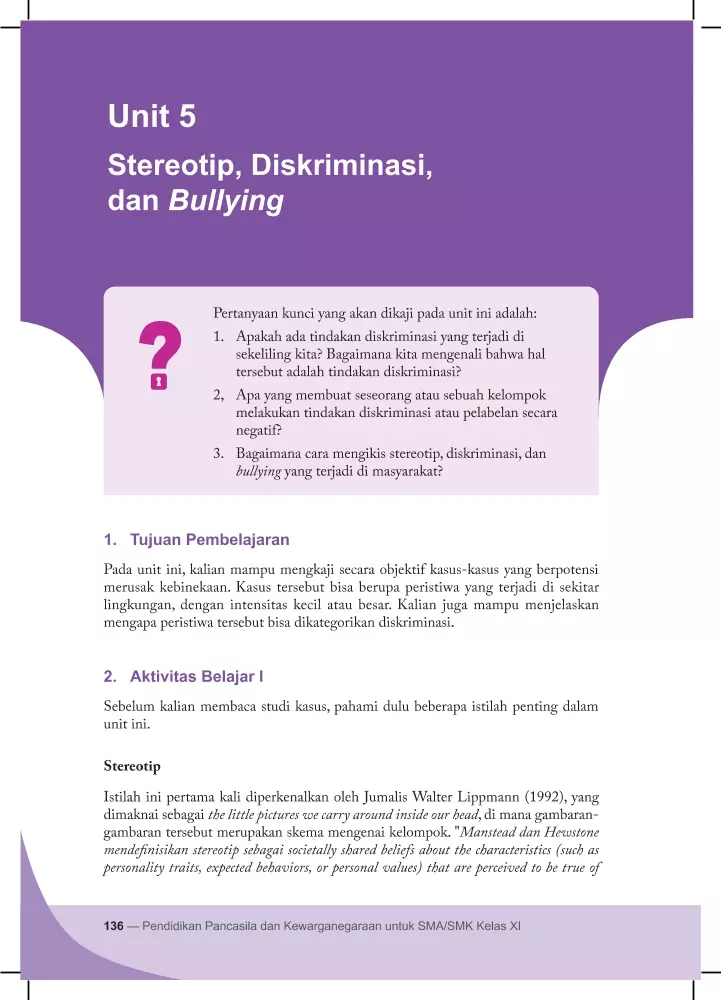 Unit 5
Stereotip, Diskriminasi,
dan Bullying
?
Pertanyaan kunci yang akan dikaji pada unit ini adalah:
1. Apakah ada tindakan diskriminasi yang terjadi di
sekeliling kita? Bagaimana kita mengenali bahwa hal
tersebut adalah tindakan diskriminasi?
2, Apa yang membuat seseorang atau sebuah kelompok
melakukan tindakan diskriminasi atau pelabelan secara
negatif?
3. Bagaimana cara mengikis stereotip, diskriminasi, dan
bullying yang terjadi di masyarakat?
1. Tujuan Pembelajaran
Pada unit ini, kalian mampu mengkaji secara objektif kasus-kasus yang berpotensi
merusak kebinekaan. Kasus tersebut bisa berupa peristiwa yang terjadi di sekitar
lingkungan, dengan intensitas kecil atau besar. Kalian juga mampu menjelaskan
mengapa peristiwa tersebut bisa dikategorikan diskriminasi.
2. Aktivitas Belajar I
Sebelum kalian membaca studi kasus, pahami dulu beberapa istilah penting dalam
unit ini.
Stereotip
Istilah ini pertama kali diperkenalkan oleh Jumalis Walter Lippmann (1992), yang
dimaknai sebagai the little pictures we carry around inside our head, di mana gambaran-
gambaran tersebut merupakan skema mengenai kelompok. "Manstead dan Hewstone
mendefinisikan stereotip sebagai societally shared beliefs about the characteristics (such as
personality traits, expected behaviors, or personal values) that are perceived to be true of
136 — Pendidikan Pancasila dan Kewarganegaraan untuk SMA/SMK Kelas XI